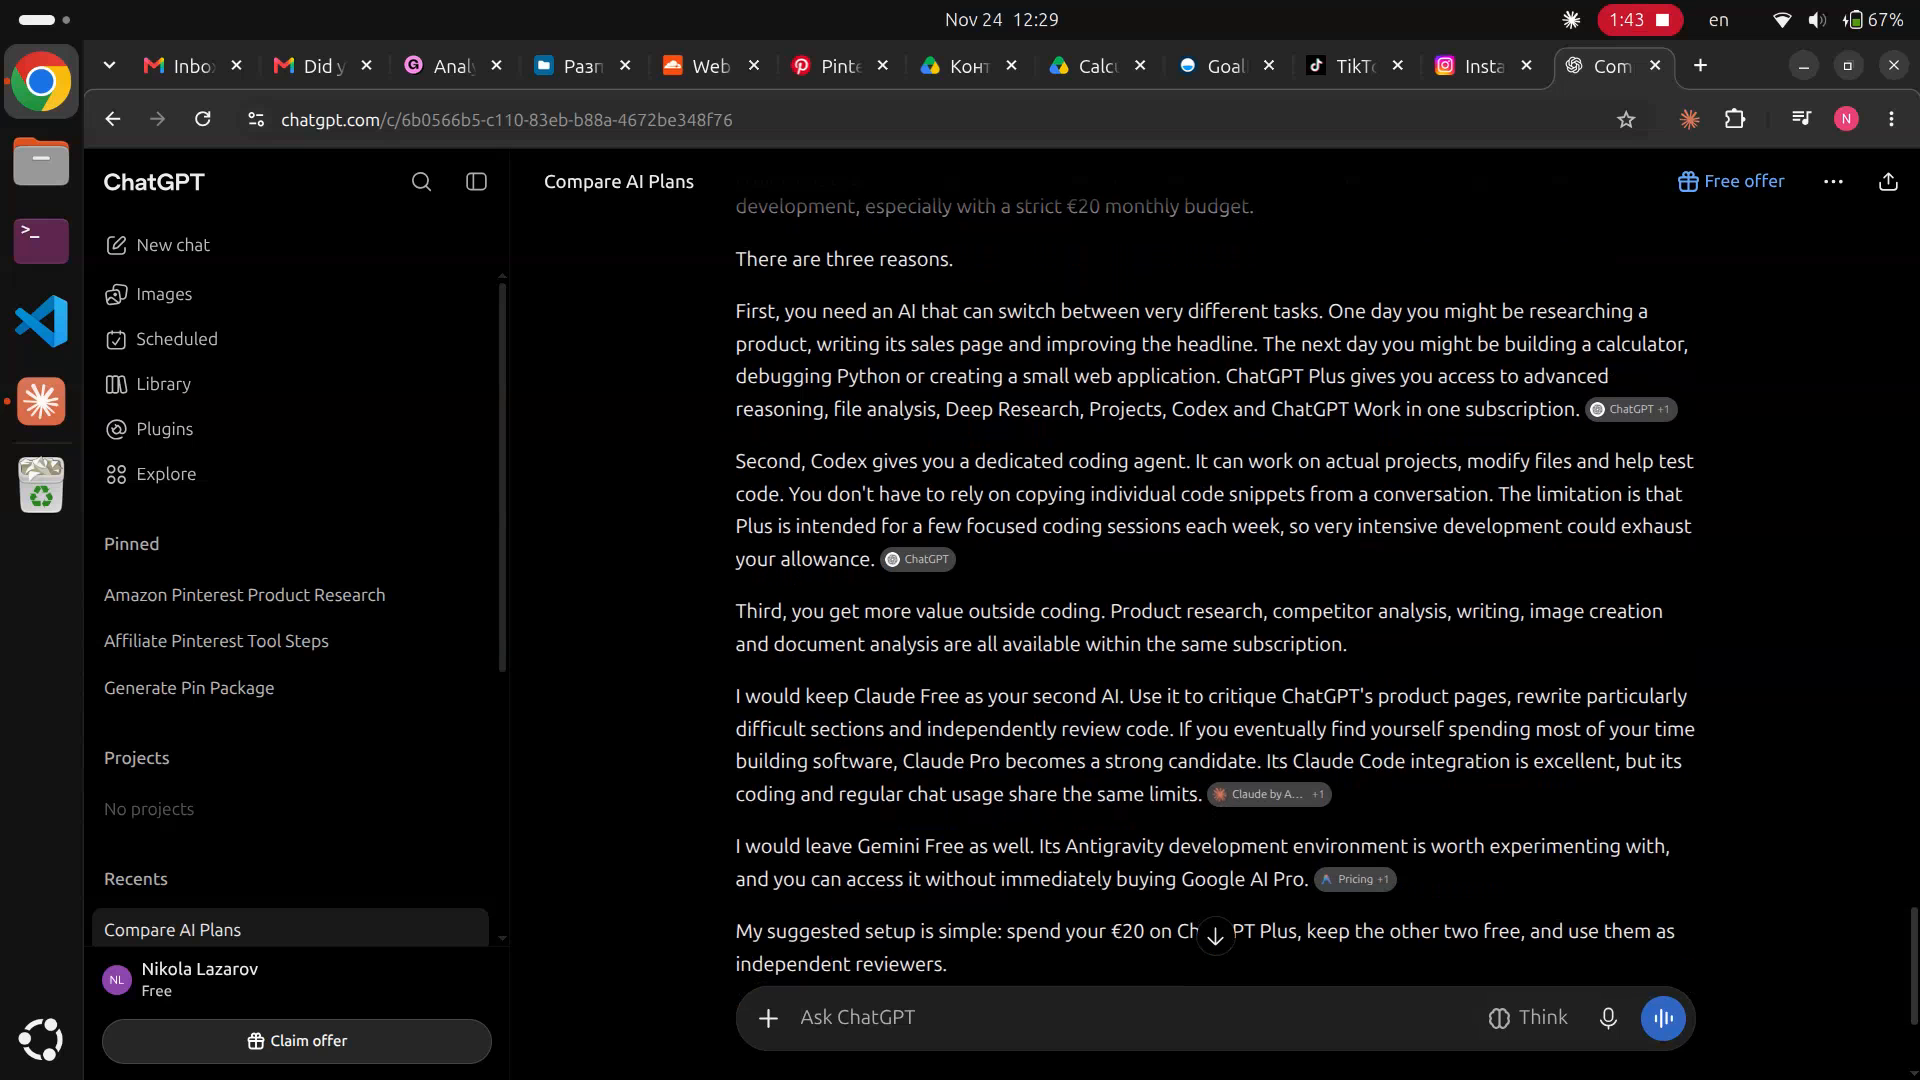 Nov 24 12:29
1:43
en
67%
Inbo
Did y
Anal
Разп
Web
Pinte
Конт
Calcu
Goal
TikTo
Insta
Com
chatgpt.com/c/6b0566b5-c110-83eb-b88a-4672be348f76
N
ChatGPT
Compare AI Plans
Free offer
New chat
Images
Scheduled
Library
Plugins
Explore
Pinned
Amazon Pinterest Product Research
Affiliate Pinterest Tool Steps
Generate Pin Package
Projects
No projects
Recents
Compare AI Plans
NL
Nikola Lazarov
Free
Claim offer
development, especially with a strict €20 monthly budget.
There are three reasons.
First, you need an AI that can switch between very different tasks. One day you might be researching a
product, writing its sales page and improving the headline. The next day you might be building a calculator,
debugging Python or creating a small web application. ChatGPT Plus gives you access to advanced
reasoning, file analysis, Deep Research, Projects, Codex and ChatGPT Work in one subscription. ChatGPT +1
Second, Codex gives you a dedicated coding agent. It can work on actual projects, modify files and help test
code. You don't have to rely on copying individual code snippets from a conversation. The limitation is that
Plus is intended for a few focused coding sessions each week, so very intensive development could exhaust
your allowance. ChatGPT
Third, you get more value outside coding. Product research, competitor analysis, writing, image creation
and document analysis are all available within the same subscription.
I would keep Claude Free as your second AI. Use it to critique ChatGPT's product pages, rewrite particularly
difficult sections and independently review code. If you eventually find yourself spending most of your time
building software, Claude Pro becomes a strong candidate. Its Claude Code integration is excellent, but its
coding and regular chat usage share the same limits. Claude by A... +1
I would leave Gemini Free as well. Its Antigravity development environment is worth experimenting with,
and you can access it without immediately buying Google AI Pro. Pricing +1
My suggested setup is simple: spend your €20 on Ch PT Plus, keep the other two free, and use them as
independent reviewers.
Ask ChatGPT
Think